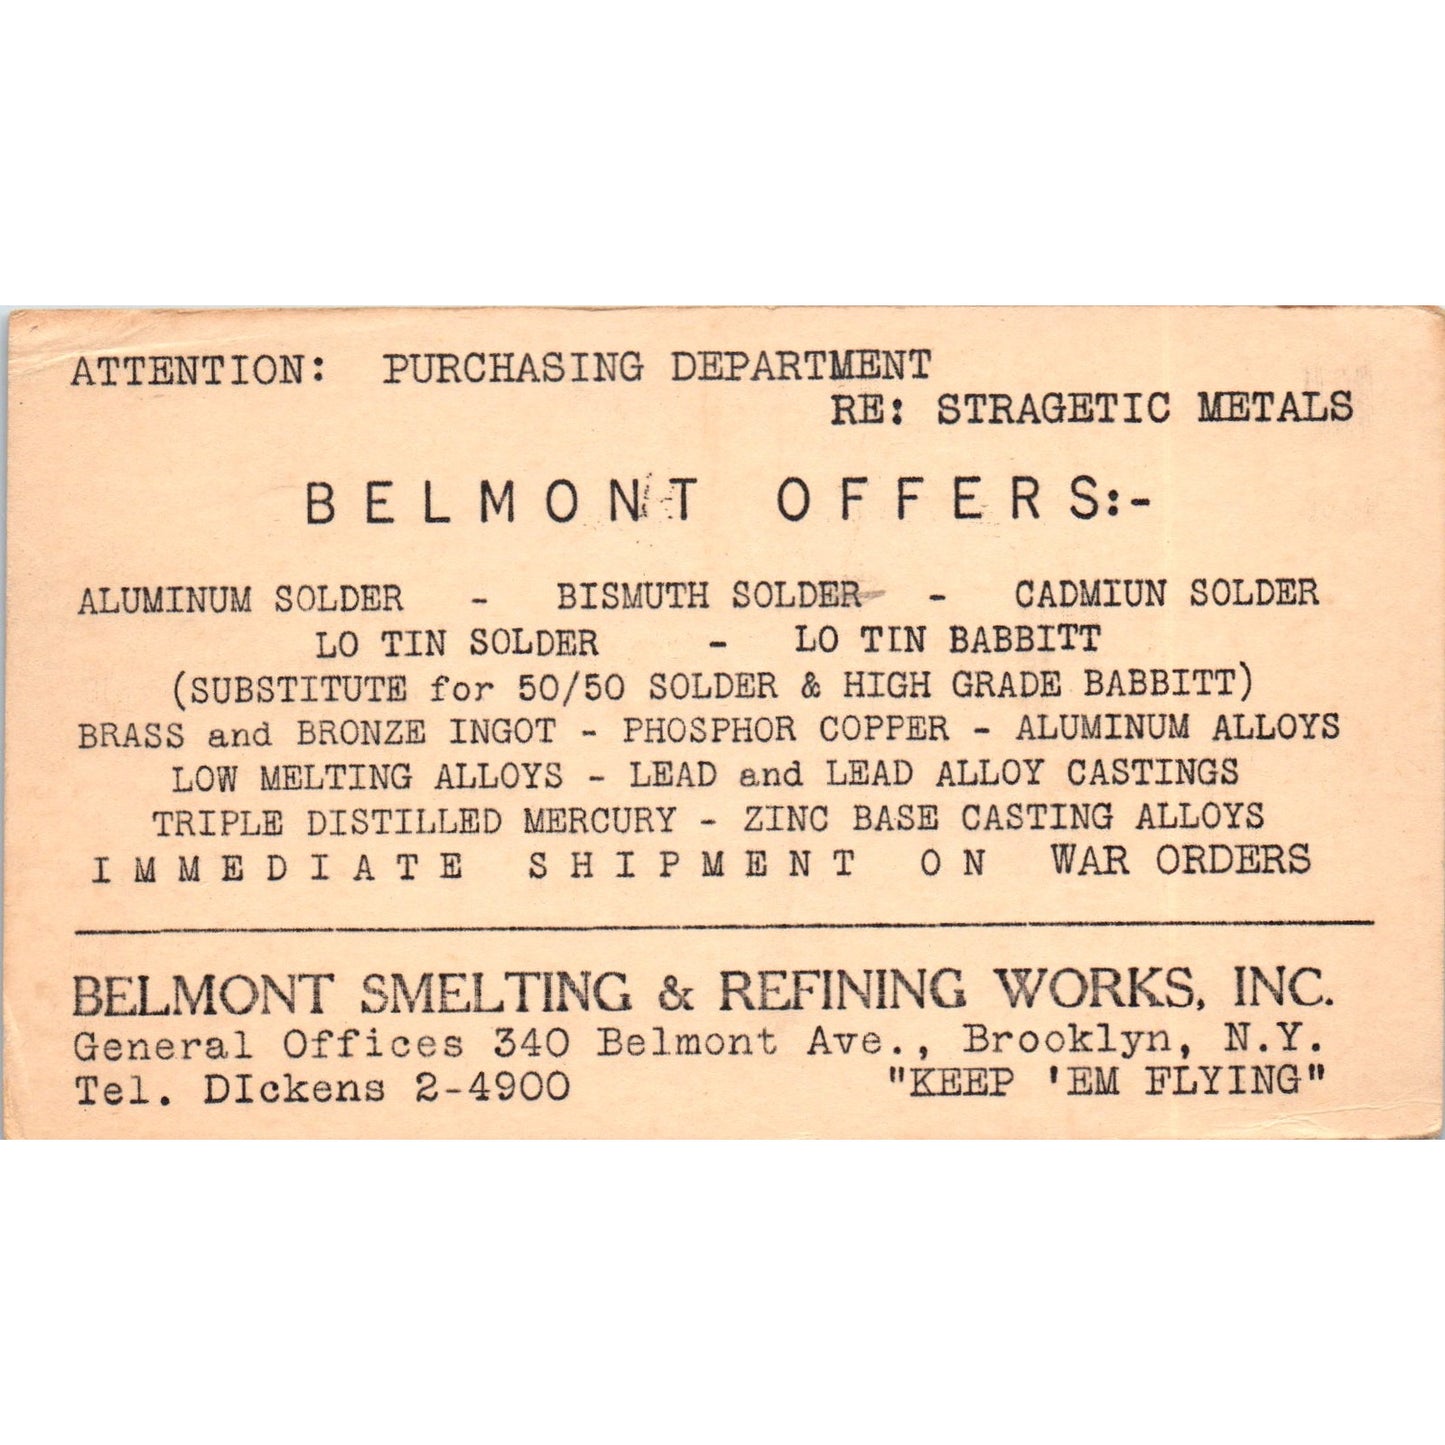 ATTENTION: PURCHASING DEPARTMENT
RE: STRAGETIC METALS
BELMONT OFFERS:-
ALUMINUM SOLDER - BISMUTH SOLDER - CADMIUN SOLDER
LO TIN SOLDER - LO TIN BABBITT
(SUBSTITUTE for 50/50 SOLDER & HIGH GRADE BABBITT)
BRASS and BRONZE INGOT - PHOSPHOR COPPER - ALUMINUM ALLOYS
LOW MELTING ALLOYS - LEAD and LEAD ALLOY CASTINGS
TRIPLE DISTILLED MERCURY - ZINC BASE CASTING ALLOYS
IMMEDIATE SHIPMENT ON WAR ORDERS
BELMONT SMELTING & REFINING WORKS, INC.
General Offices 340 Belmont Ave., Brooklyn, N.Y.
Tel. DIckens 2-4900 "KEEP 'EM FLYING"